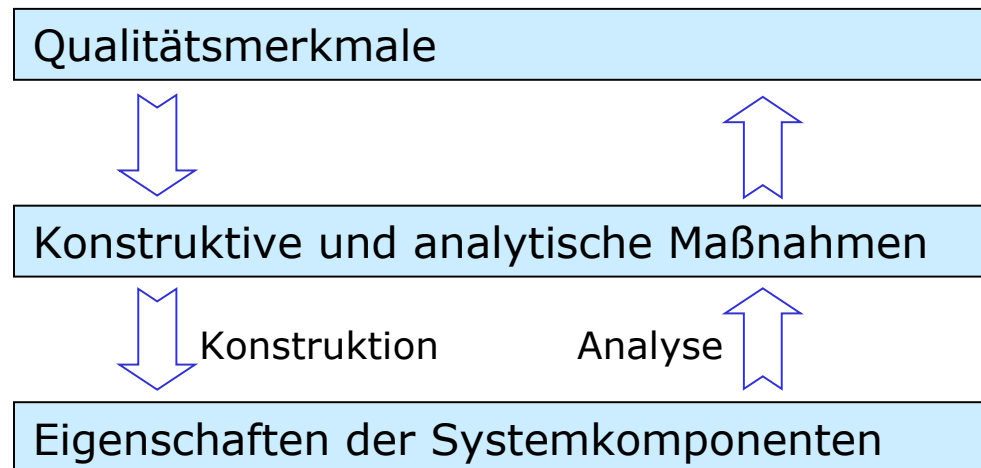 Qualitätsmerkmale
Konstruktive und analytische Maßnahmen
Konstruktion Analyse
Eigenschaften der Systemkomponenten